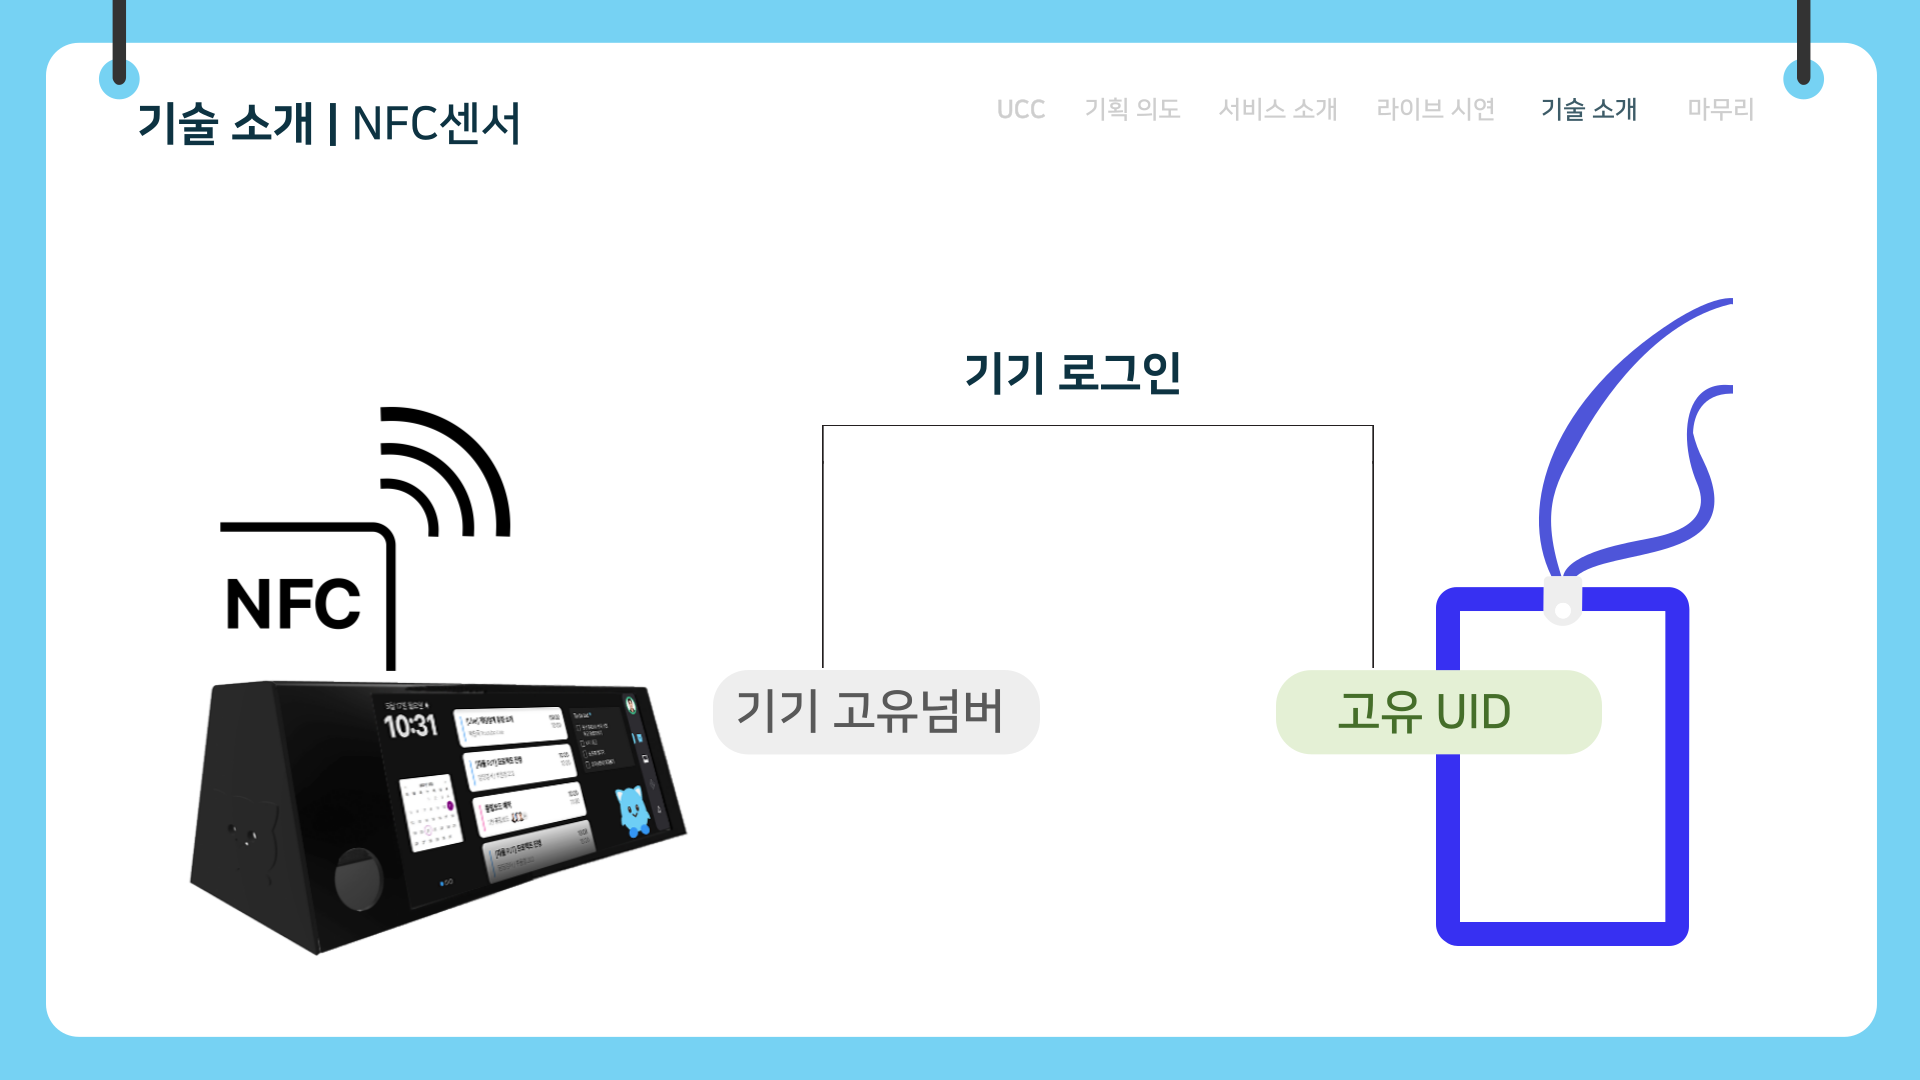 기술 소개 | NFC센서
UCC 기획 의도 서비스 소개 라이브 시연 기술 소개 마무리
기기 로그인
NFC
10:31
기기 고유넘버
고유 UID